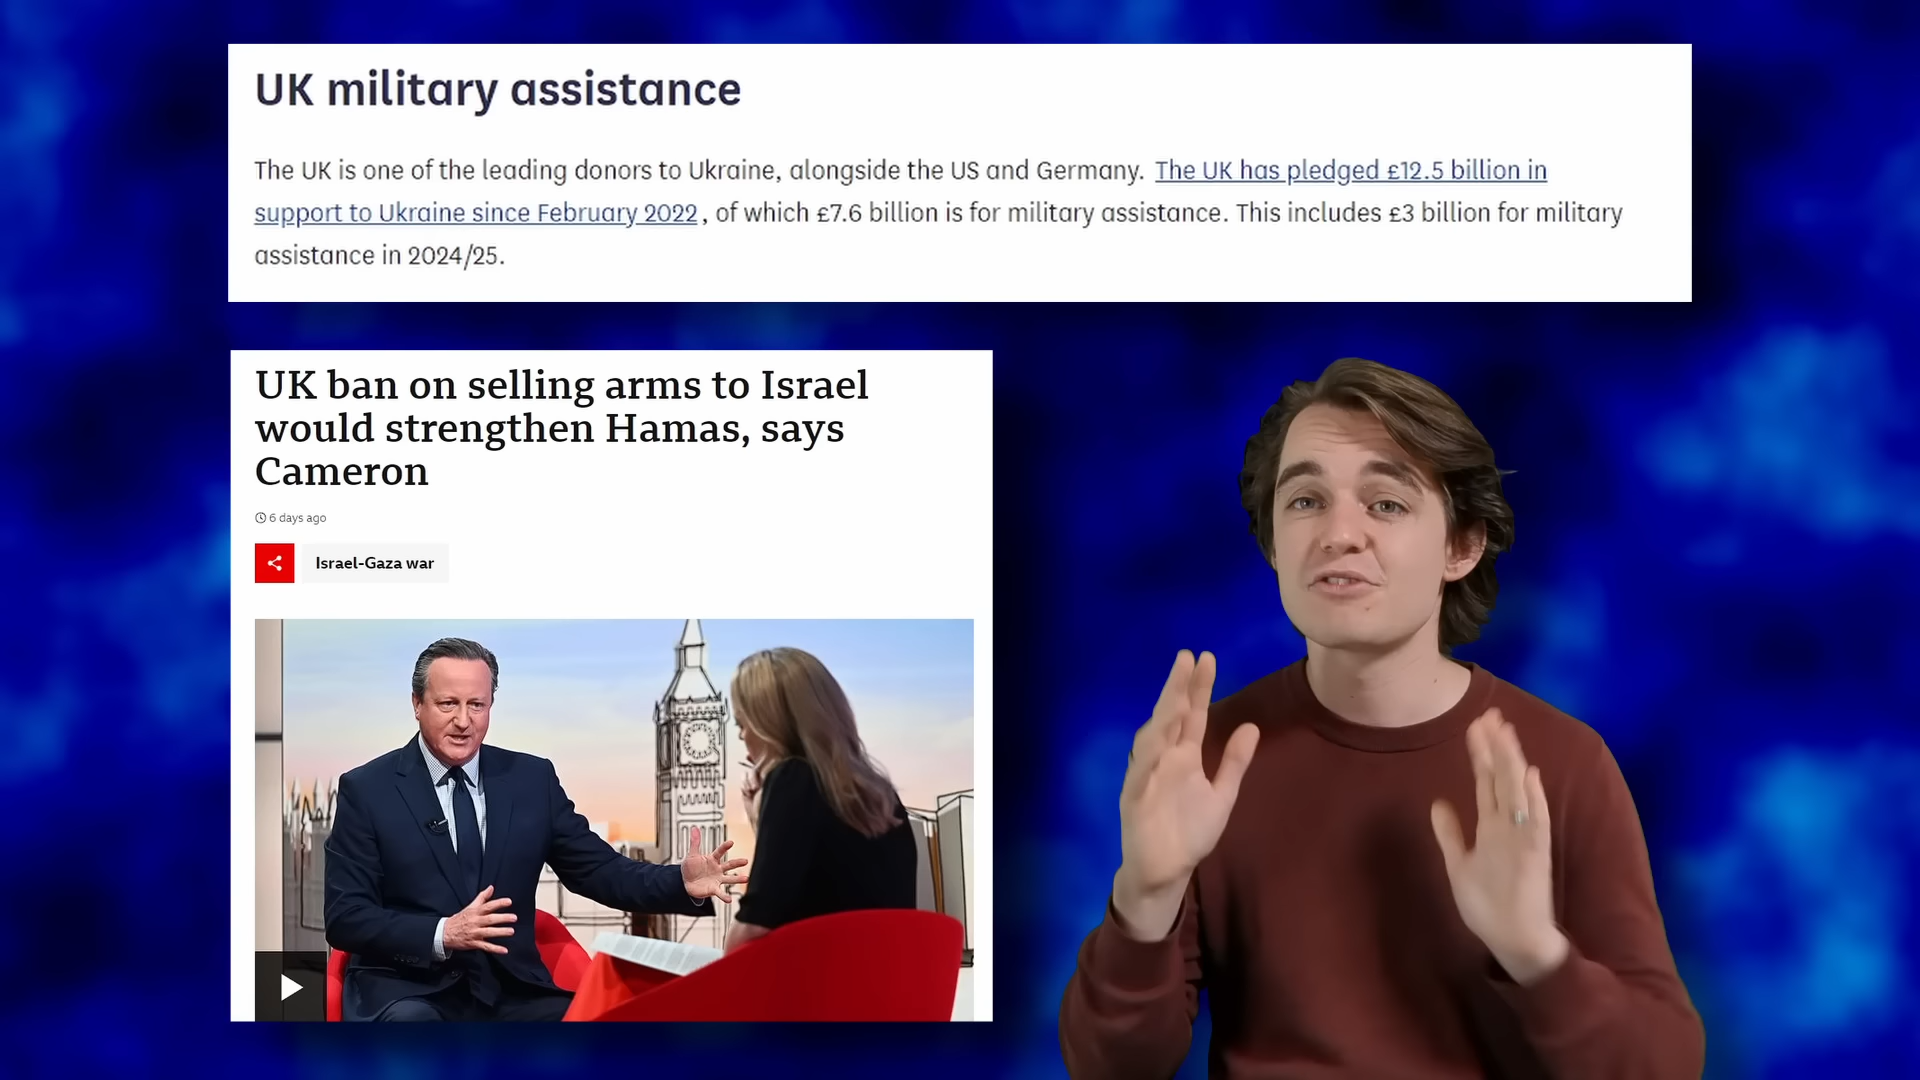 UK military assistance
The UK is one of the leading donors to Ukraine, alongside the US and Germany. The UK has pledged £12.5 billion in
support to Ukraine since February 2022, of which £7.6 billion is for military assistance. This includes £3 billion for military
assistance in 2024/25.
UK ban on selling arms to Israel
would strengthen Hamas, says
Cameron
6 days ago
Israel-Gaza war